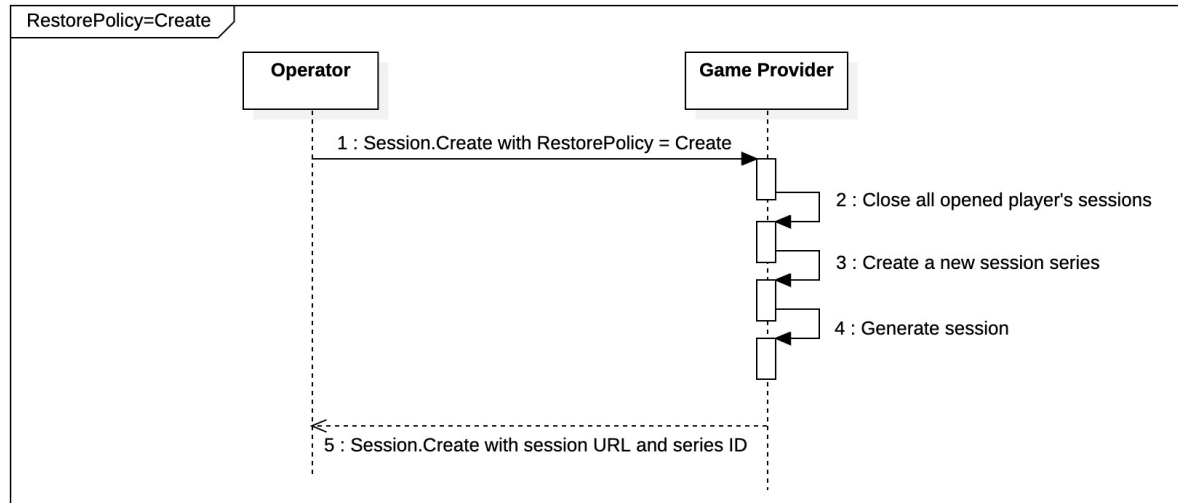 RestorePolicy=Create
Operator
Game Provider
1 : Session.Create with RestorePolicy = Create
2 : Close all opened player's sessions
3 : Create a new session series
4 : Generate session
5 : Session.Create with session URL and series ID